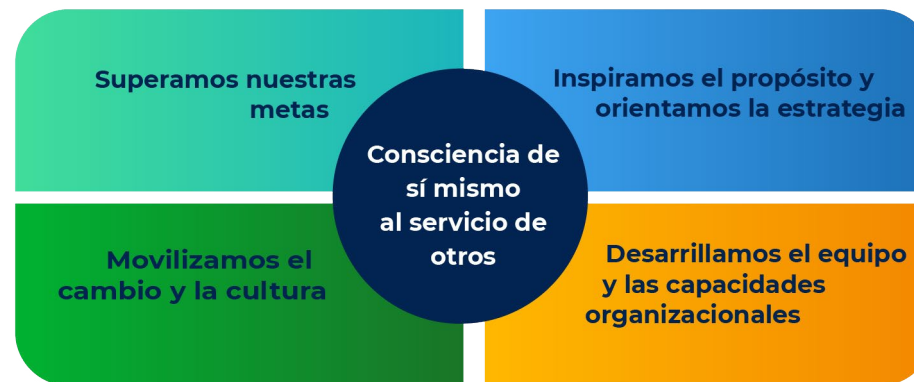 Superamos nuestras
metas
Inspiramos el propósito y
orientamos la estrategia
Consciencia de
sí mismo
al servicio de
otros
Movilizamos el
cambio y la cultura
Desarrillamos el equipo
y las capacidades
organizacionales